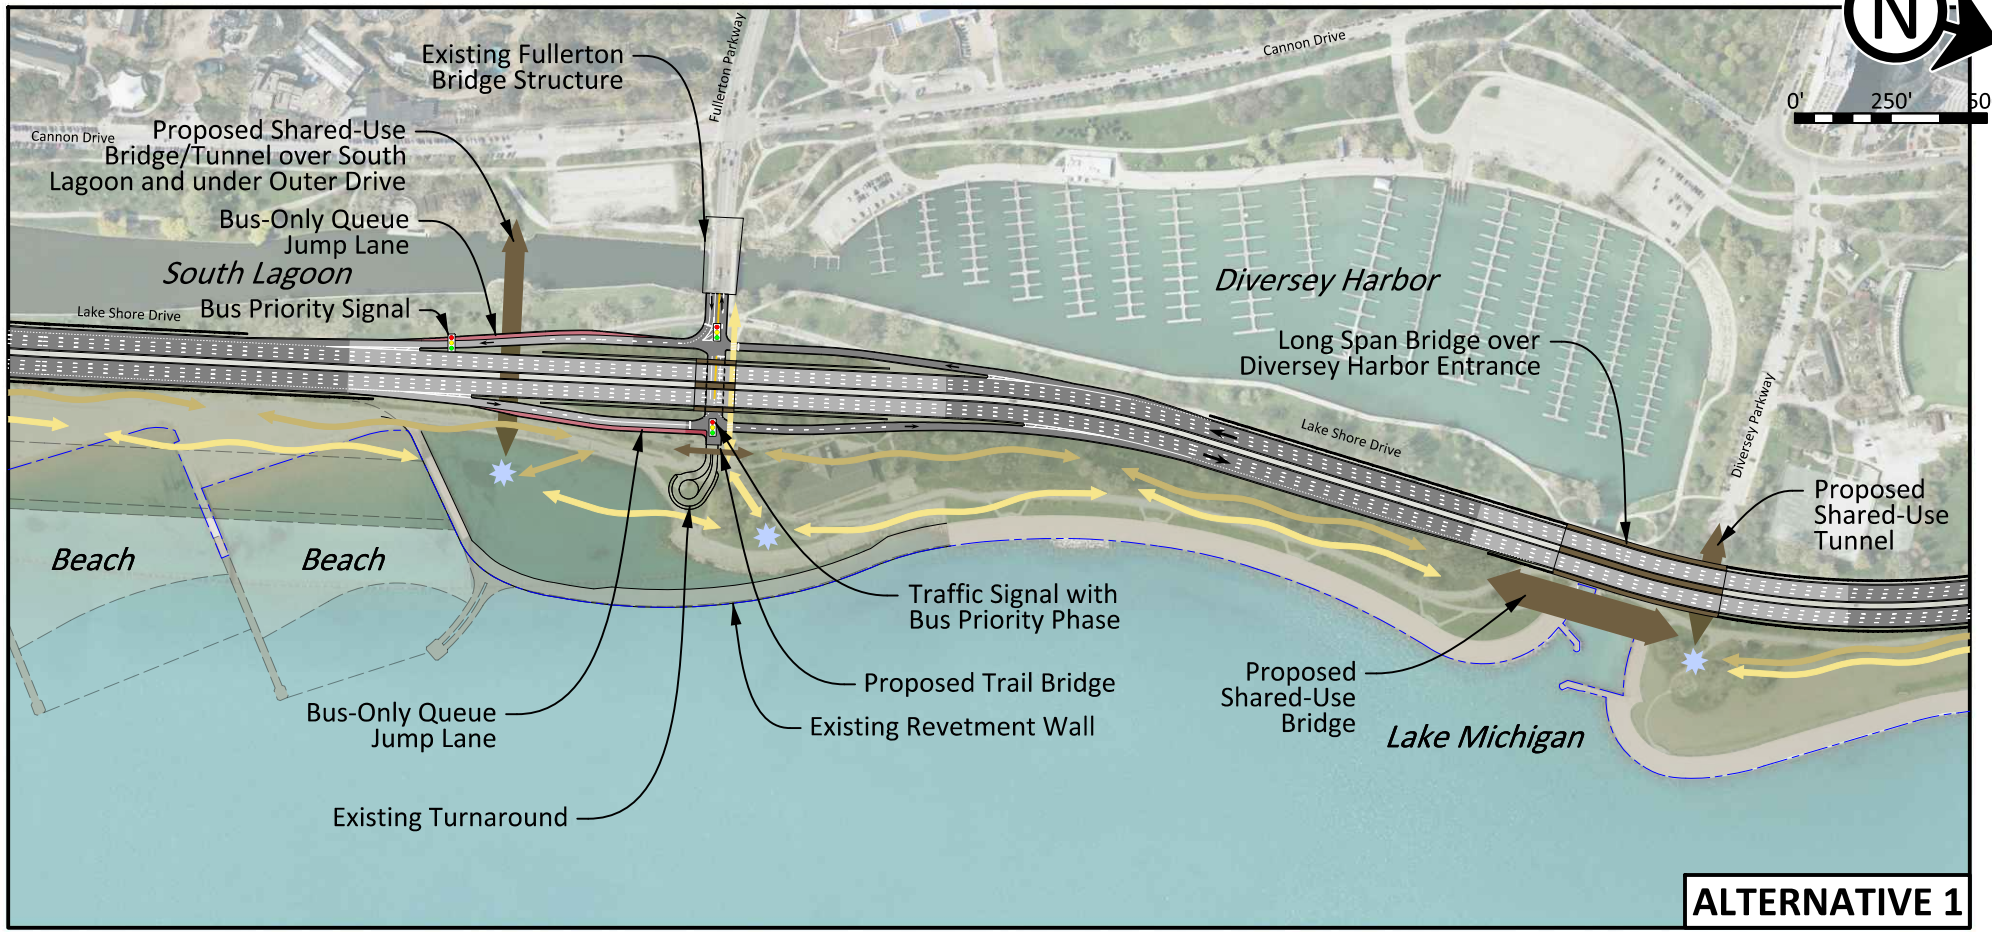 N
0' 250' 50
Existing Fullerton
Bridge Structure
Fullerton Parkway
Cannon Drive
Cannon Drive
Proposed Shared-Use
Bridge/Tunnel over South
Lagoon and under Outer Drive
Bus-Only Queue
Jump Lane
South Lagoon
Lake Shore Drive
Bus Priority Signal
Diversey Harbor
Long Span Bridge over
Diversey Harbor Entrance
Lake Shore Drive
Diversey Parkway
Proposed
Shared-Use
Tunnel
Beach
Beach
Traffic Signal with
Bus Priority Phase
Proposed Trail Bridge
Existing Revetment Wall
Bus-Only Queue
Jump Lane
Existing Turnaround
Proposed
Shared-Use
Bridge
Lake Michigan
ALTERNATIVE 1